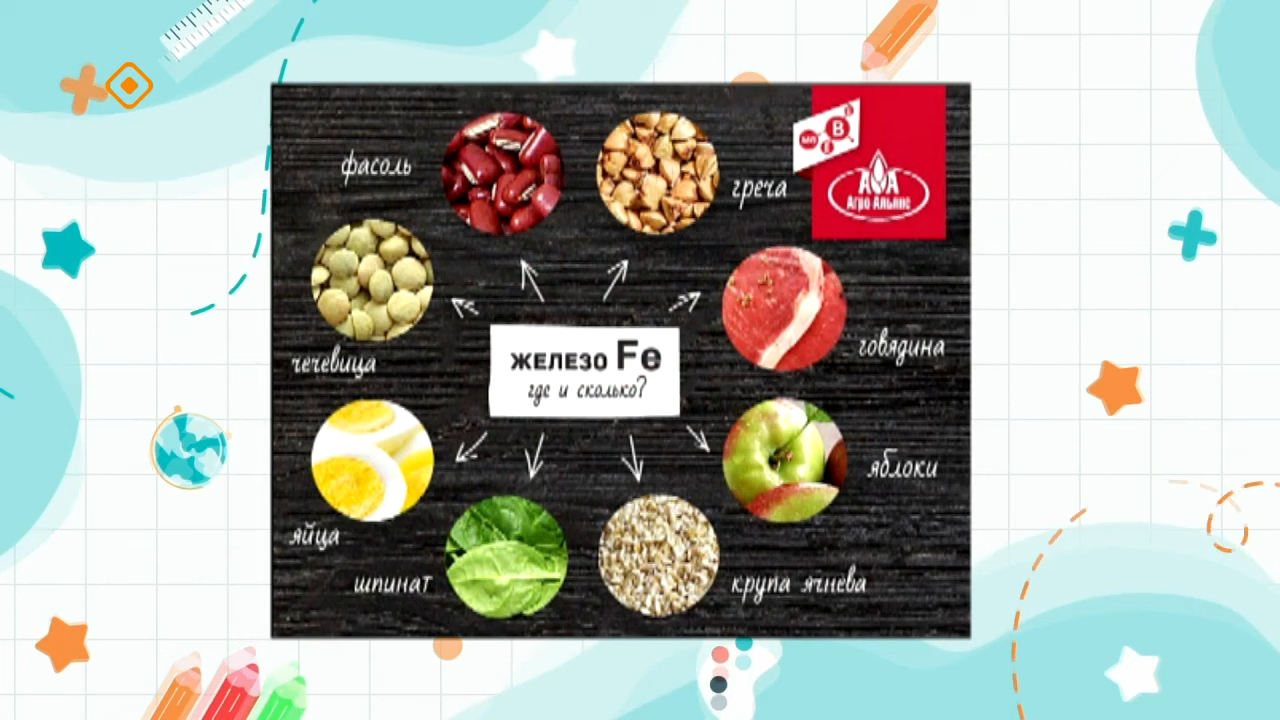 фасоль
греча
В
Е
Агро-Альянс
чечевица
говядина
железо Fe
где и сколько?
яйца
яблоки
шпинат
крупа ячнева